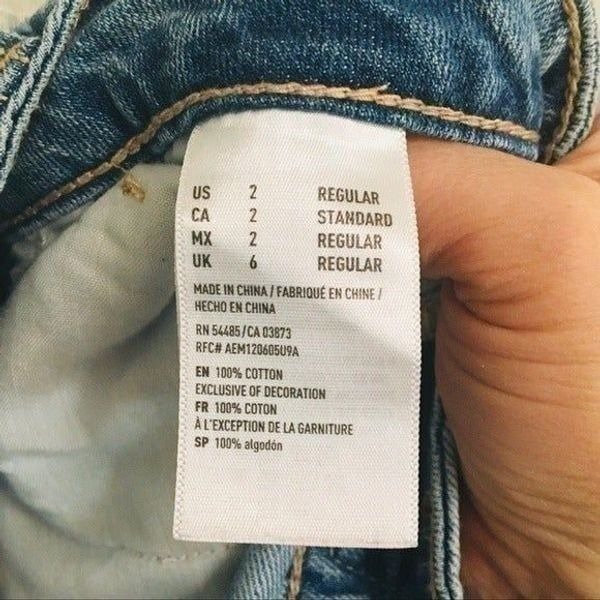 US 2 REGULAR
CA 2 STANDARD
MX 2 REGULAR
UK 6 REGULAR
MADE IN CHINA / FABRIQUÉ EN CHINE /
HECHO EN CHINA
RN 54485/CA 03873
RFC# AEM120605U9A
EN 100% COTTON
EXCLUSIVE OF DECORATION
FR 100% COTON
À L'EXCEPTION DE LA GARNITURE
SP 100% algodón